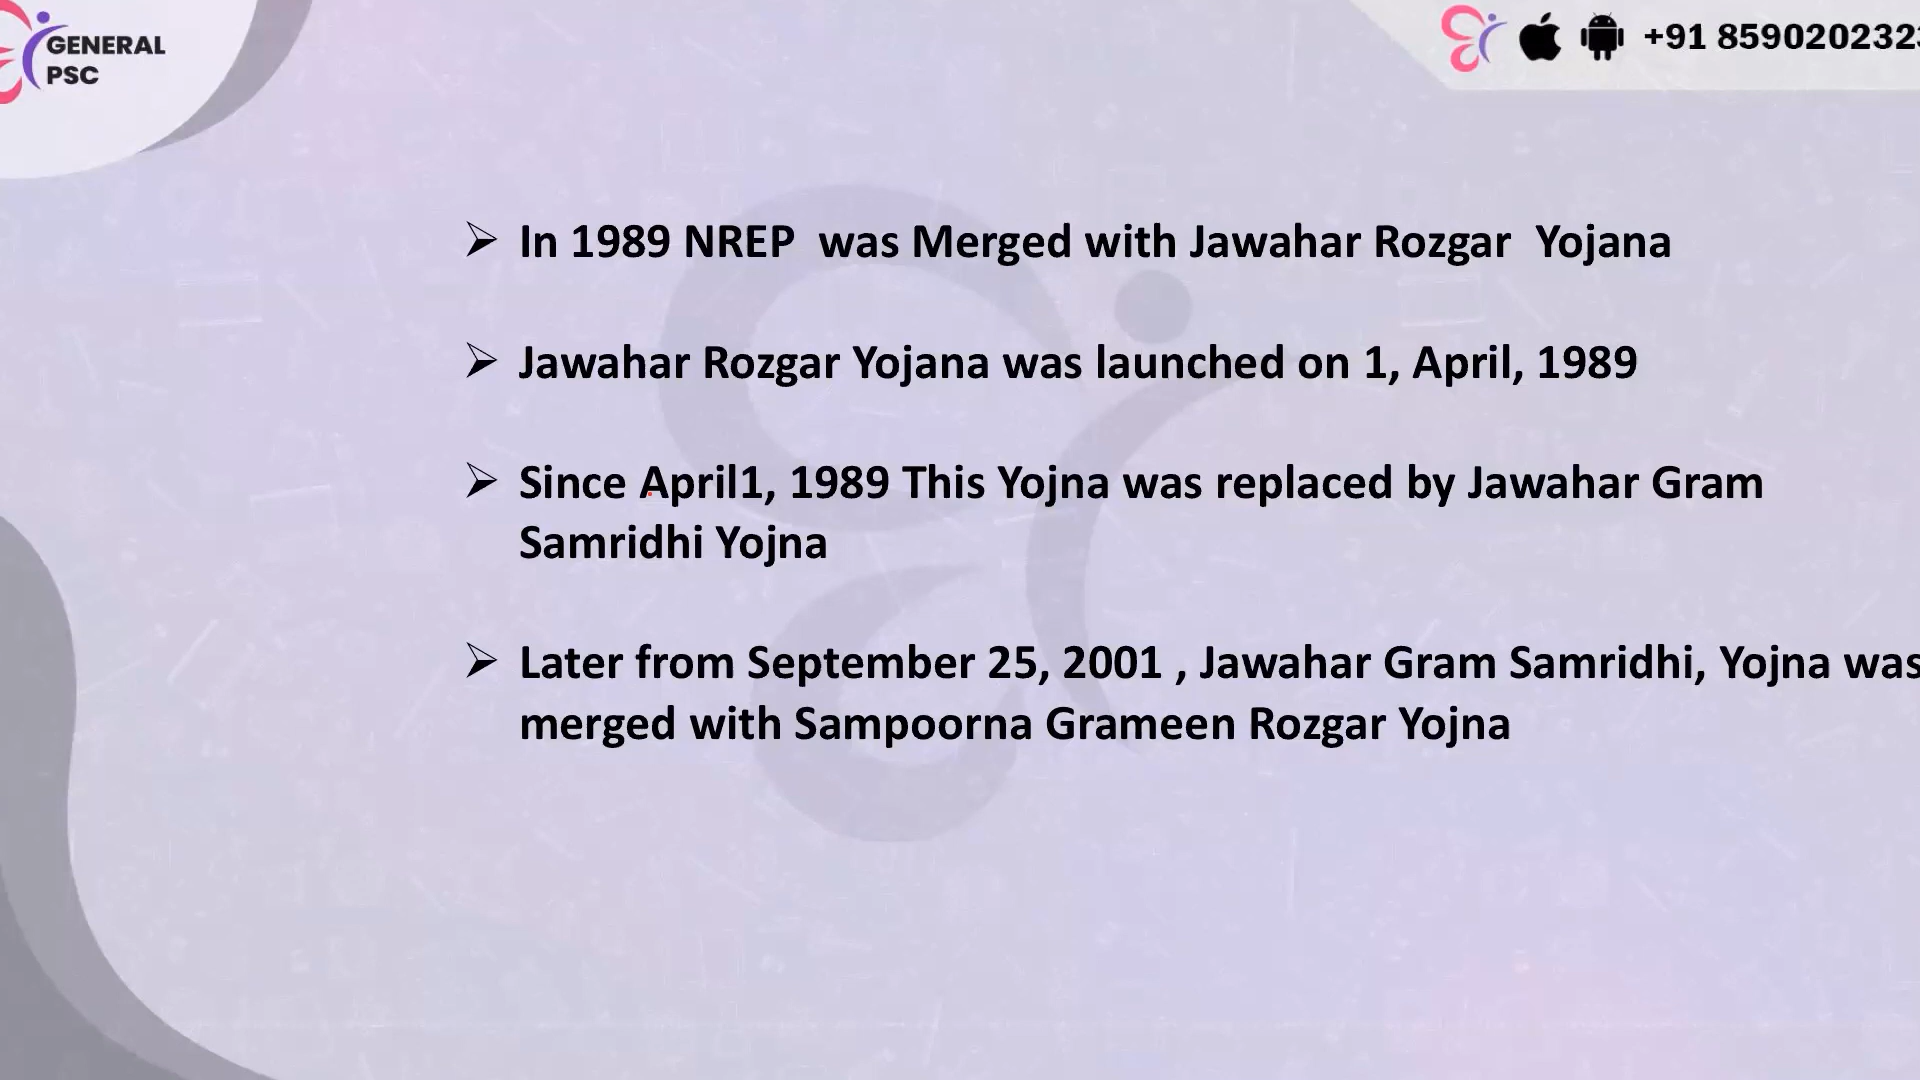 GENERAL
PSC
+91 859020232
In 1989 NREP was Merged with Jawahar Rozgar Yojana
Jawahar Rozgar Yojana was launched on 1, April, 1989
Since April1, 1989 This Yojna was replaced by Jawahar Gram
Samridhi Yojna
Later from September 25, 2001 , Jawahar Gram Samridhi, Yojna was
merged with Sampoorna Grameen Rozgar Yojna